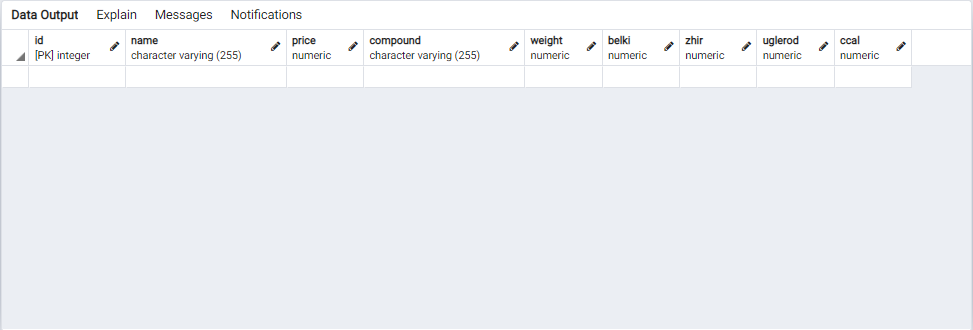 Data Output Explain Messages Notifications
id name price compound weight belki zhir uglerod ccal
[PK] integer character varying (255) numeric character varying (255) numeric numeric numeric numeric numeric